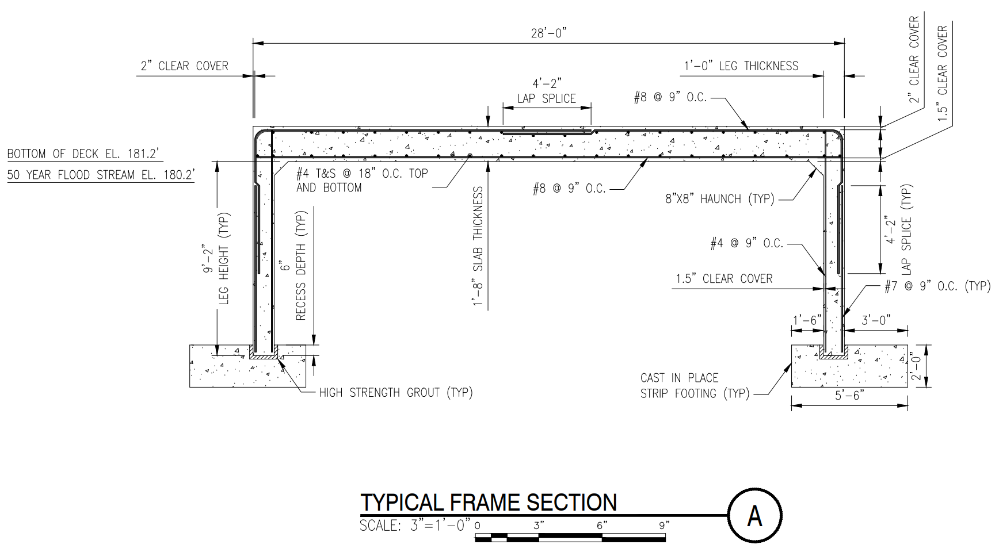 28'-0"
2" CLEAR COVER
1'-0" LEG THICKNESS
2" CLEAR COVER
1.5" CLEAR COVER
4'-2"
LAP SPLICE
#8 @ 9" O.C.
BOTTOM OF DECK EL. 181.2'
50 YEAR FLOOD STREAM EL. 180.2'
#4 T&S @ 18" O.C. TOP
AND BOTTOM
#8 @ 9" O.C.
8"X8" HAUNCH (TYP)
9'-2"
LEG HEIGHT (TYP)
6"
RECESS DEPTH (TYP)
1'-8" SLAB THICKNESS
4'-2"
LAP SPLICE (TYP)
#4 @ 9" O.C.
1.5" CLEAR COVER
#7 @ 9" O.C. (TYP)
1'-6"
3'-0"
2'-0"
HIGH STRENGTH GROUT (TYP)
CAST IN PLACE
STRIP FOOTING (TYP)
5'-6"
TYPICAL FRAME SECTION
A
SCALE: 3"=1'-0"
0 3" 6" 9"